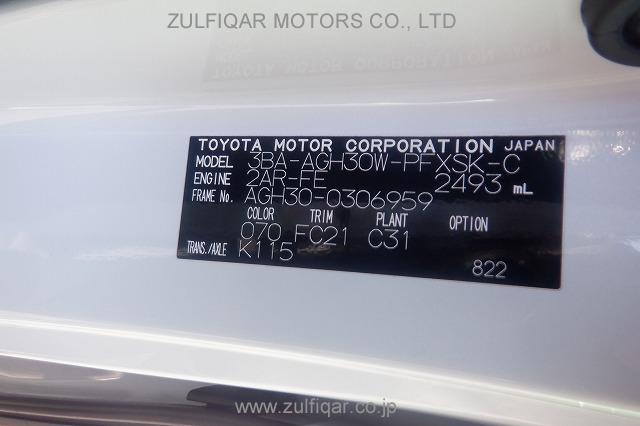 ZULFIQAR MOTORS CO., LTD
TOYOTA MOTOR CORPORATION JAPAN
MODEL 3BA-AGH30W-PFXSK-C
ENGINE 2AR-FE 2493 mL
FRAME No. AGH30-0306959
COLOR TRIM PLANT OPTION
070 FC21 C31
TRANS./AXLE K115
822
www.zulfiqar.co.jp